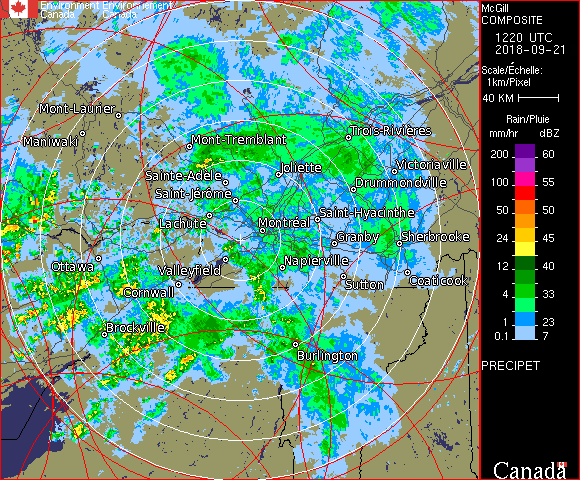 Environment Environnement
Canada Canada
Mont-Laurier
Maniwaki
Mont-Tremblant
Trois-Rivières
Joliette
Victoriaville
Sainte-Adèle
Drummondville
Saint-Jérôme
Lachute
Saint-Hyacinthe
Montréal
Granby
Sherbrooke
Ottawa
Valleyfield
Napierville
Coaticook
Sutton
Cornwall
Brockville
Burlington
McGill
COMPOSITE
1220 UTC
2018-09-21
Scale/Échelle:
1km/Pixel
40 KM
Rain/Pluie
mm/hr dBZ
200 60
100 55
50 50
24 45
12 40
4 33
1 23
0.1 7
PRECIPET
Canada